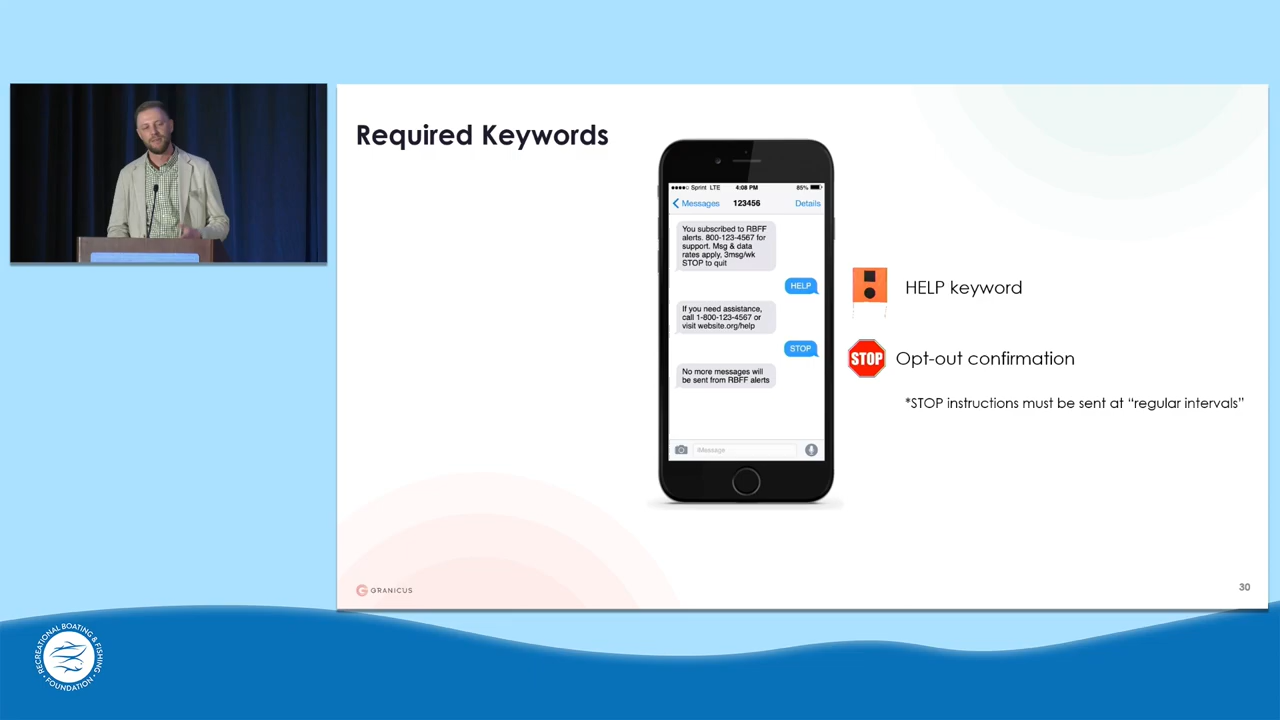 Required Keywords
Sprint LTE 4:08 PM 85%
Messages 123456 Details
You subscribed to RBFF
alerts. 800-123-4567 for
support. Msg & data
rates apply, 3msg/wk
STOP to quit
HELP
If you need assistance,
call 1-800-123-4567 or
visit website.org/help
STOP
No more messages will
be sent from RBFF alerts
iMessage
HELP keyword
STOP Opt-out confirmation
*STOP instructions must be sent at “regular intervals”
GRANICUS
30
RECREATIONAL BOATING & FISHING
• FOUNDATION •